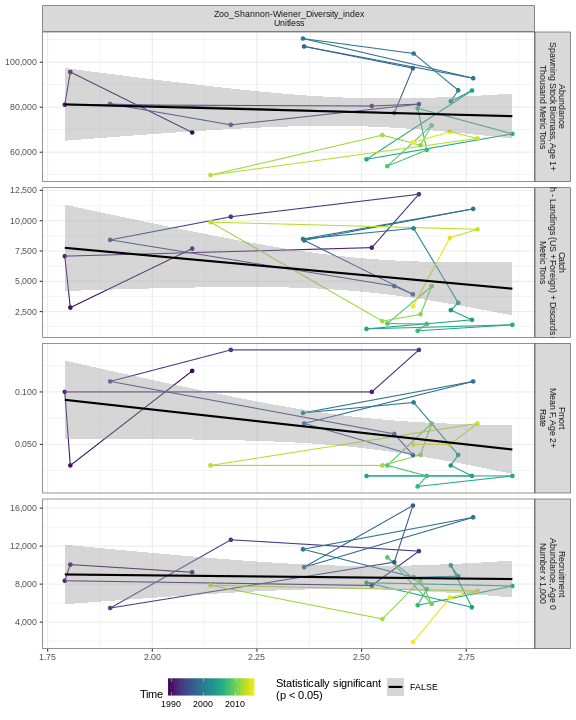 Zoo_Shannon-Wiener_Diversity_index
Unitless
100,000
80,000
60,000
Abundance
Spawning Stock Biomass, Age 1+
Thousand Metric Tons
12,500
10,000
7,500
5,000
2,500
Catch
h - Landings (US +Foreign) + Discards
Metric Tons
0.100
0.050
Fmort
Mean F, Age 2+
Rate
16,000
12,000
8,000
4,000
Recruitment
Abundance, Age 0
Number x 1,000
1.75
2.00
2.25
2.50
2.75
Time
1990
2000
2010
Statistically significant
(p < 0.05)
FALSE